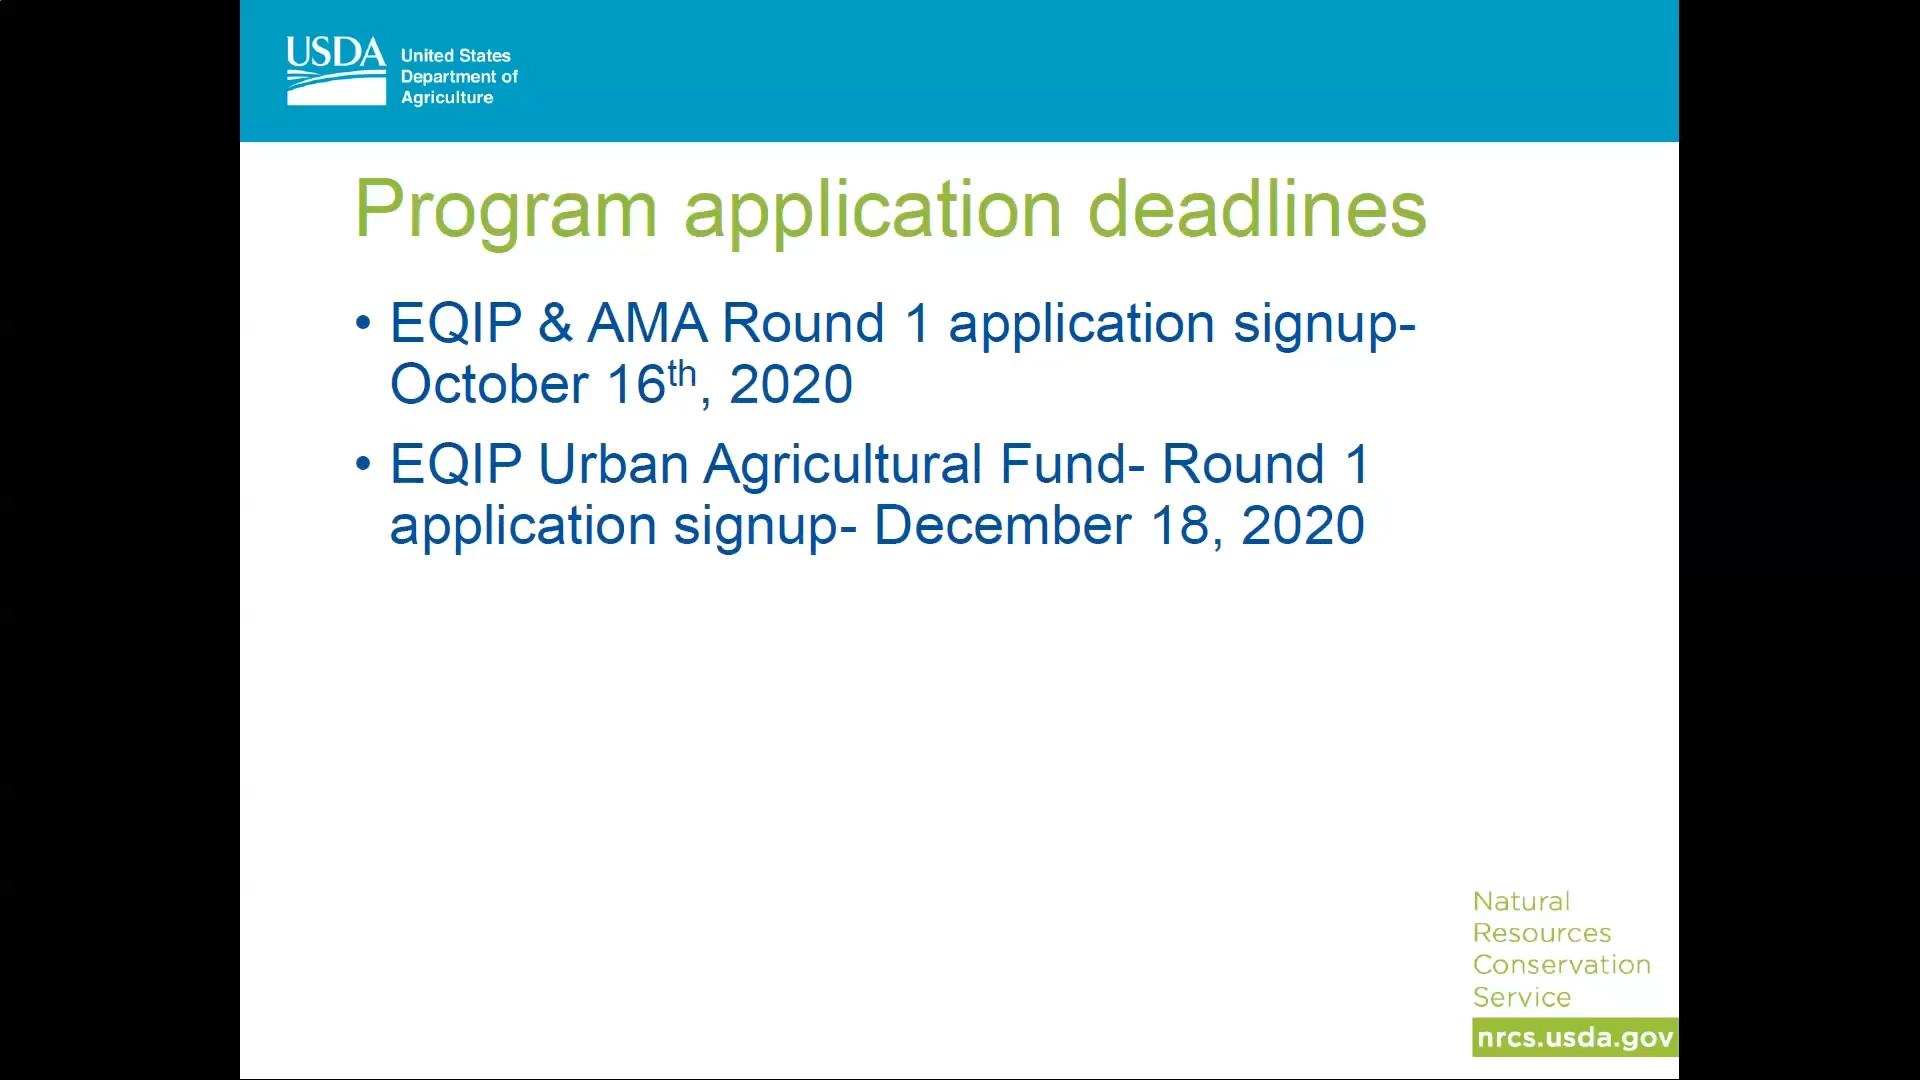 USDA
United States
Department of
Agriculture
Program application deadlines
• EQIP & AMA Round 1 application signup-
October 16th, 2020
• EQIP Urban Agricultural Fund- Round 1
application signup- December 18, 2020
Natural
Resources
Conservation
Service
nrcs.usda.gov